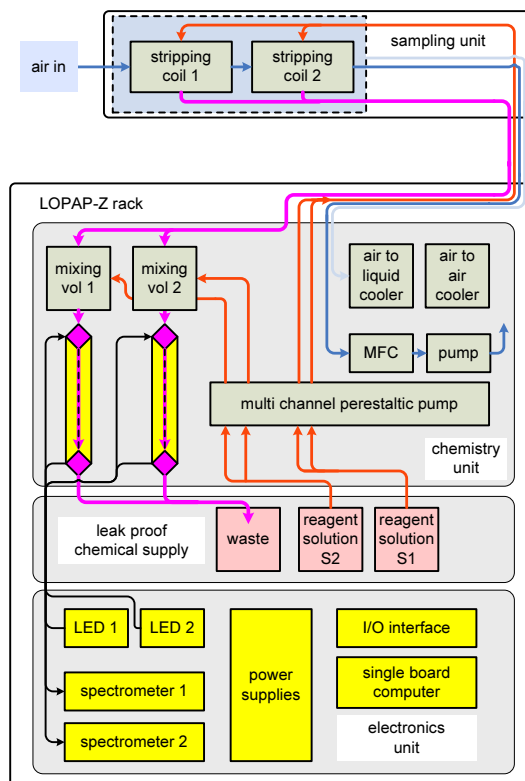 sampling unit
air in
stripping
coil 1
stripping
coil 2
LOPAP-Z rack
mixing
vol 1
mixing
vol 2
air to
liquid
cooler
air to
air
cooler
MFC
pump
multi channel perestaltic pump
chemistry
unit
leak proof
chemical supply
waste
reagent
solution
S2
reagent
solution
S1
LED 1
LED 2
power
supplies
I/O interface
spectrometer 1
single board
computer
spectrometer 2
electronics
unit